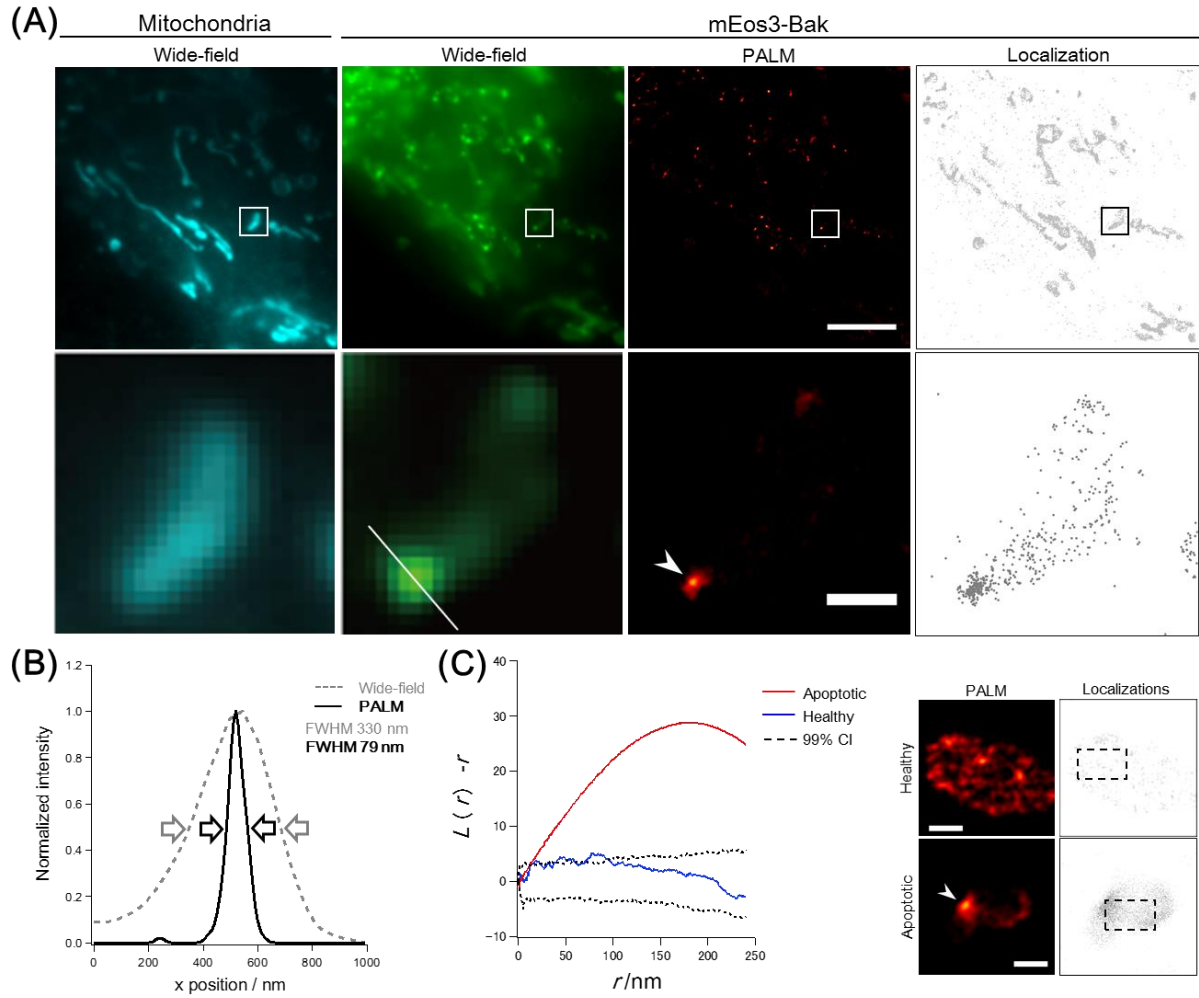 (A)
Mitochondria
mEos3-Bak
Wide-field
Wide-field
PALM
Localization
(B)
1.2
1.0
0.8
0.6
0.4
0.2
0.0
Normalized intensity
0
200
400
600
800
1000
x position / nm
Wide-field
PALM
FWHM 330 nm
FWHM 79 nm
(C)
40
30
20
10
0
-10
L (r) -r
0
50
100
150
200
250
r/nm
Apoptotic
Healthy
99% CI
PALM
Localizations
Healthy
Apoptotic